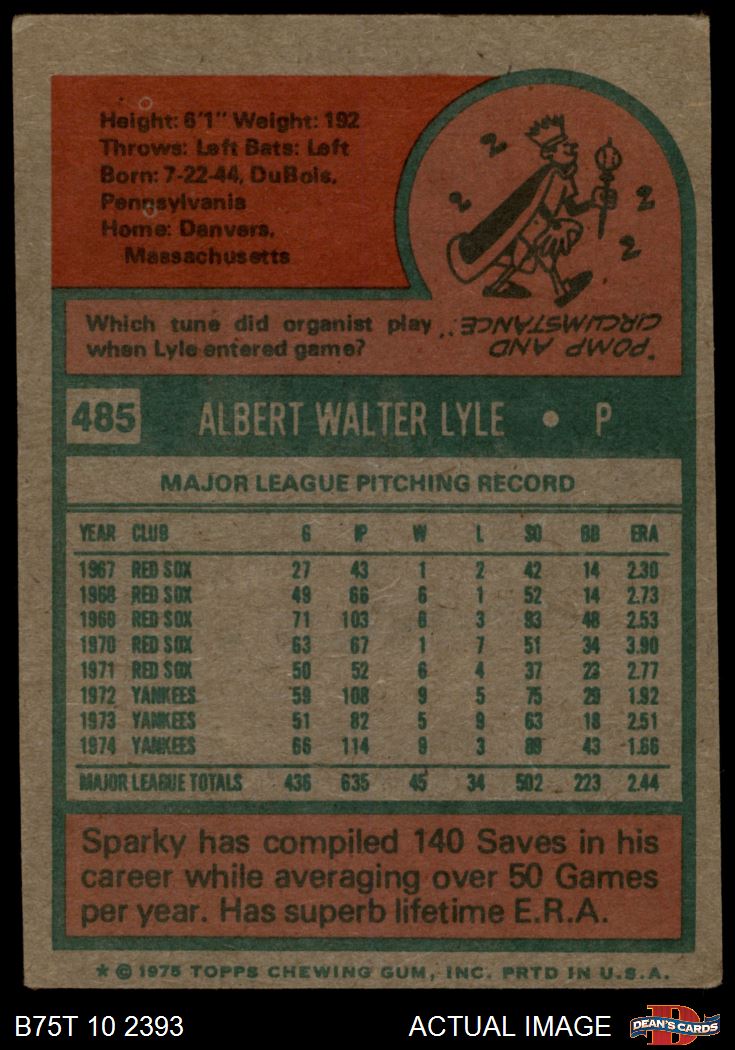 Height: 6'1" Weight: 192
Throws: Left Bats: Left
Born: 7-22-44, DuBois,
Pennsylvania
Home: Danvers,
Massachusetts
2 2 2 2
Which tune did organist play
when Lyle entered game?
"POMP AND
CIRCUMSTANCE."
485 ALBERT WALTER LYLE • P
MAJOR LEAGUE PITCHING RECORD
YEAR CLUB G IP W L SO BB ERA
1967 RED SOX 27 43 1 2 42 14 2.30
1968 RED SOX 49 66 6 1 52 14 2.73
1969 RED SOX 71 103 8 3 93 48 2.53
1970 RED SOX 63 67 1 7 51 34 3.90
1971 RED SOX 50 52 6 4 37 23 2.77
1972 YANKEES 59 108 9 5 75 29 1.92
1973 YANKEES 51 82 5 9 63 18 2.51
1974 YANKEES 66 114 9 3 89 43 1.66
MAJOR LEAGUE TOTALS 436 635 45 34 502 223 2.44
Sparky has compiled 140 Saves in his
career while averaging over 50 Games
per year. Has superb lifetime E.R.A.
* © 1975 TOPPS CHEWING GUM, INC. PRTD IN U.S.A.
B75T 10 2393 ACTUAL IMAGE
D
DEAN'S CARDS